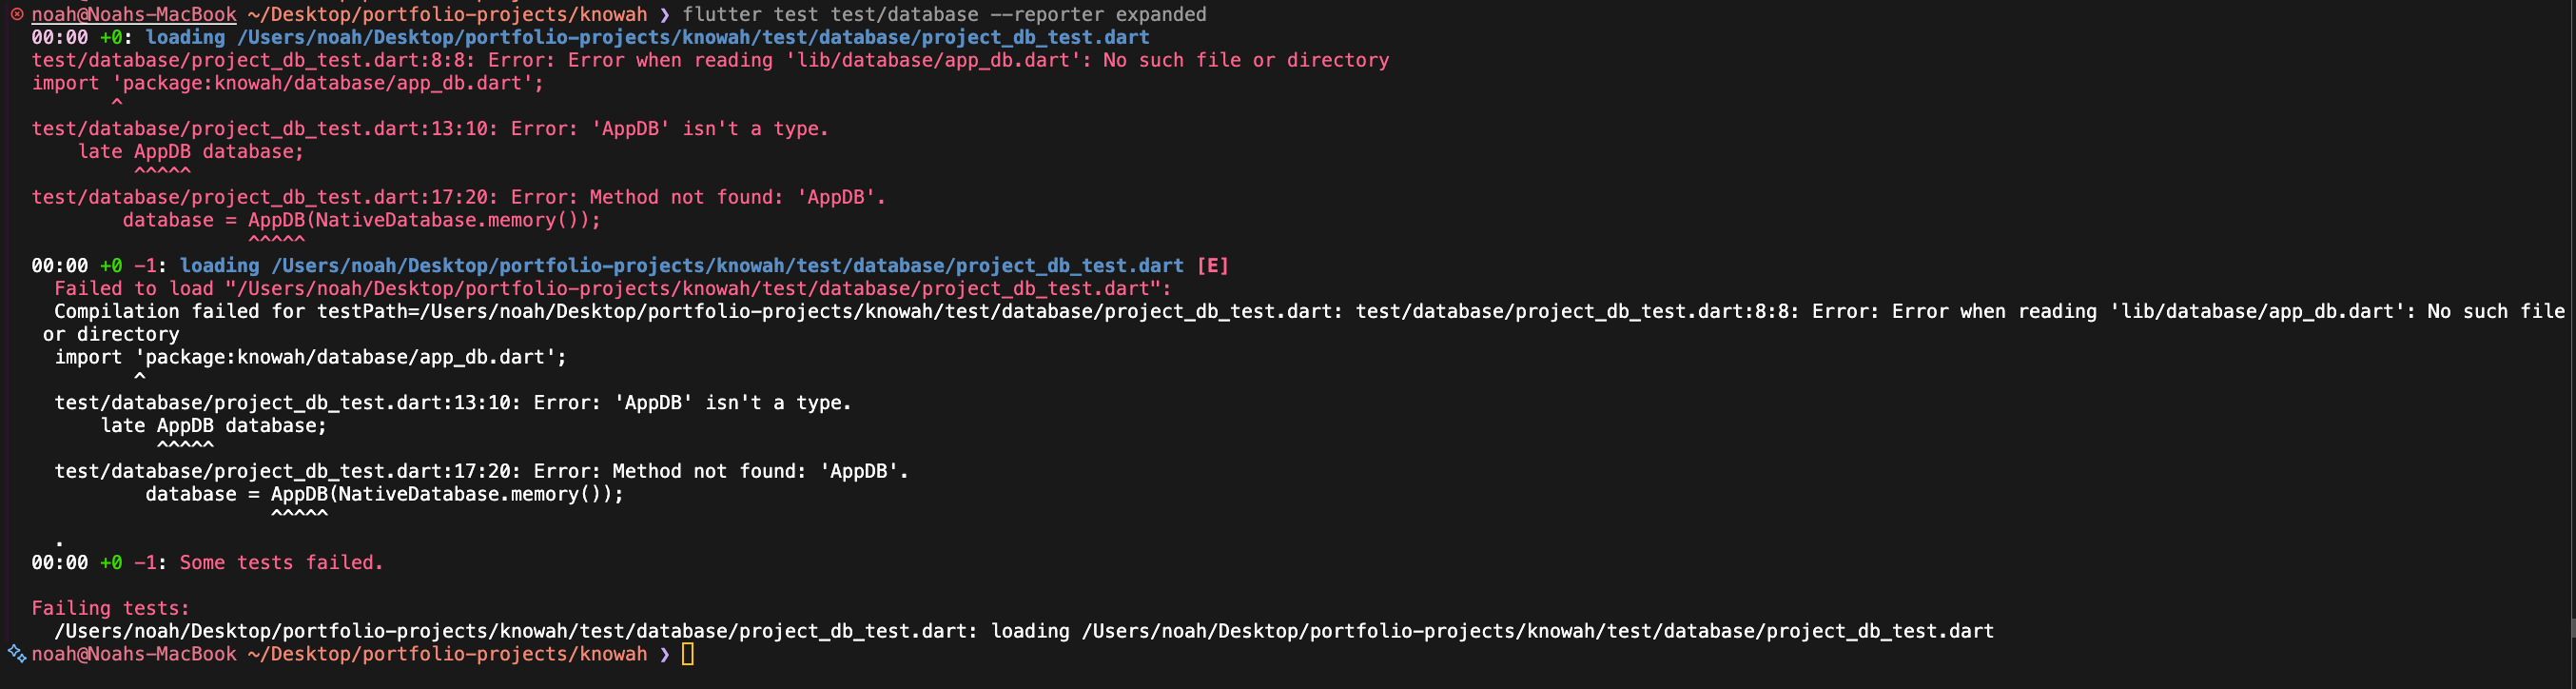 noah@Noahs-MacBook ~/Desktop/portfolio-projects/knowah ❯ flutter test test/database --reporter expanded
00:00 +0: loading /Users/noah/Desktop/portfolio-projects/knowah/test/database/project_db_test.dart
test/database/project_db_test.dart:8:8: Error: Error when reading 'lib/database/app_db.dart': No such file or directory
import 'package:knowah/database/app_db.dart';
       ^
test/database/project_db_test.dart:13:10: Error: 'AppDB' isn't a type.
    late AppDB database;
         ^^^^^
test/database/project_db_test.dart:17:20: Error: Method not found: 'AppDB'.
        database = AppDB(NativeDatabase.memory());
                   ^^^^^
00:00 +0 -1: loading /Users/noah/Desktop/portfolio-projects/knowah/test/database/project_db_test.dart [E]
  Failed to load "/Users/noah/Desktop/portfolio-projects/knowah/test/database/project_db_test.dart":
  Compilation failed for testPath=/Users/noah/Desktop/portfolio-projects/knowah/test/database/project_db_test.dart: test/database/project_db_test.dart:8:8: Error: Error when reading 'lib/database/app_db.dart': No such file
 or directory
  import 'package:knowah/database/app_db.dart';
         ^
  test/database/project_db_test.dart:13:10: Error: 'AppDB' isn't a type.
      late AppDB database;
           ^^^^^
  test/database/project_db_test.dart:17:20: Error: Method not found: 'AppDB'.
          database = AppDB(NativeDatabase.memory());
                     ^^^^^
  .
00:00 +0 -1: Some tests failed.
Failing tests:
  /Users/noah/Desktop/portfolio-projects/knowah/test/database/project_db_test.dart: loading /Users/noah/Desktop/portfolio-projects/knowah/test/database/project_db_test.dart
noah@Noahs-MacBook ~/Desktop/portfolio-projects/knowah ❯